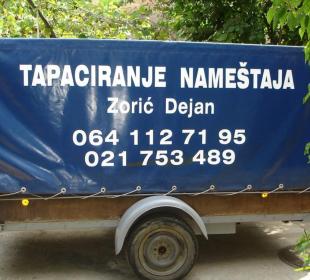 TAPACIRANJE NAMEŠTAJA
Zorić Dejan
064 112 71 95
021 753 489